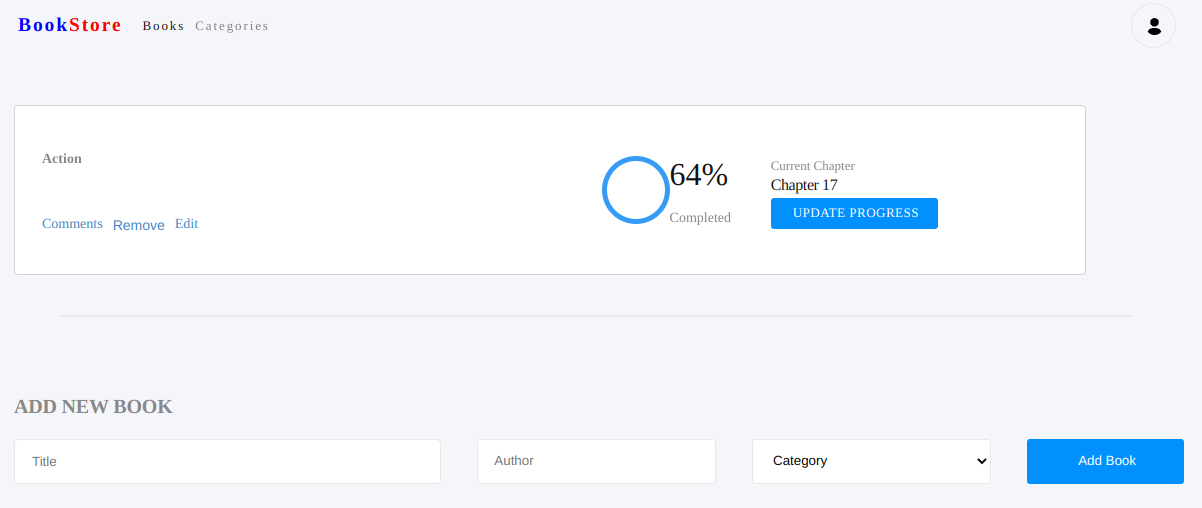 BookStore Books Categories
Action
64%
Completed
Current Chapter
Chapter 17
UPDATE PROGRESS
Comments Remove Edit
ADD NEW BOOK
Title Author Category Add Book